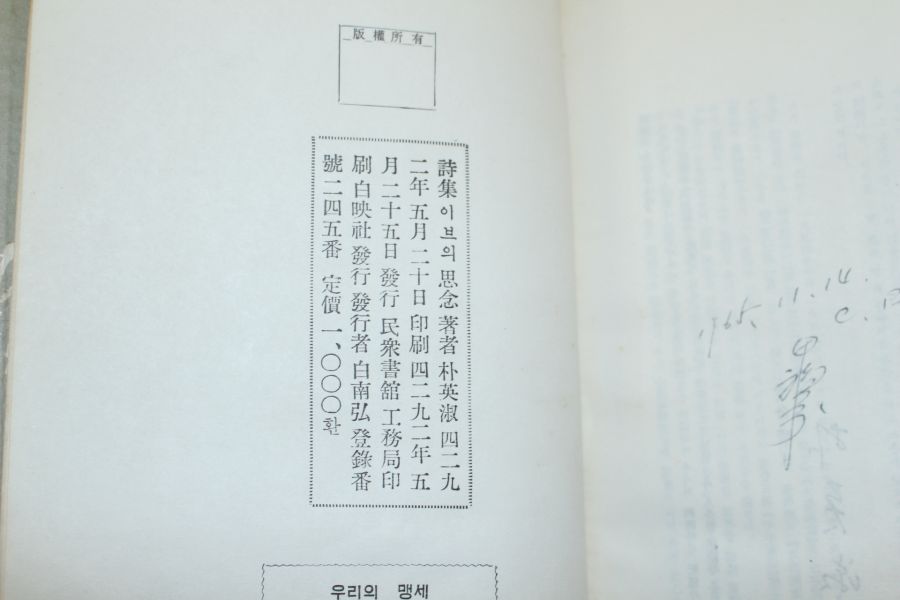 版權所有
詩集 이브의 思念 著者 朴英淑 四二九
二年五月二十日 印刷 四二九二年五
月二十五日 發行 民衆書舘 工務局 印
刷 白映社 發行 發行者 白南弘 登錄番
號 二四五番 定價 一、〇〇〇환
우리의 맹세
1965. 11. 14.